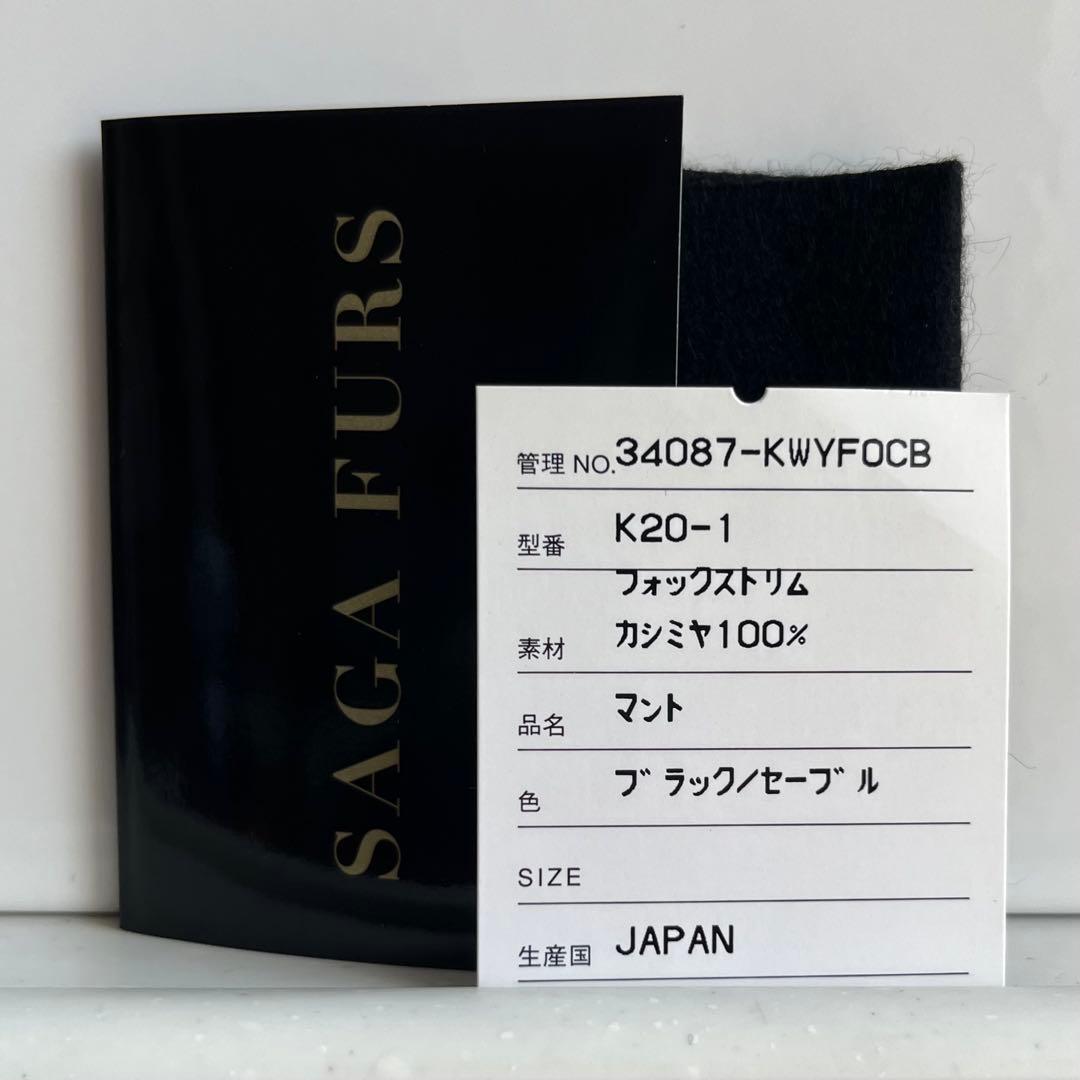 SAGA FURS
管理 NO. 34087-KWYFOCB
型番 K20-1
フォックストリム
素材 カシミヤ100%
品名 マント
色 ブラック/セーブル
SIZE
生産国 JAPAN